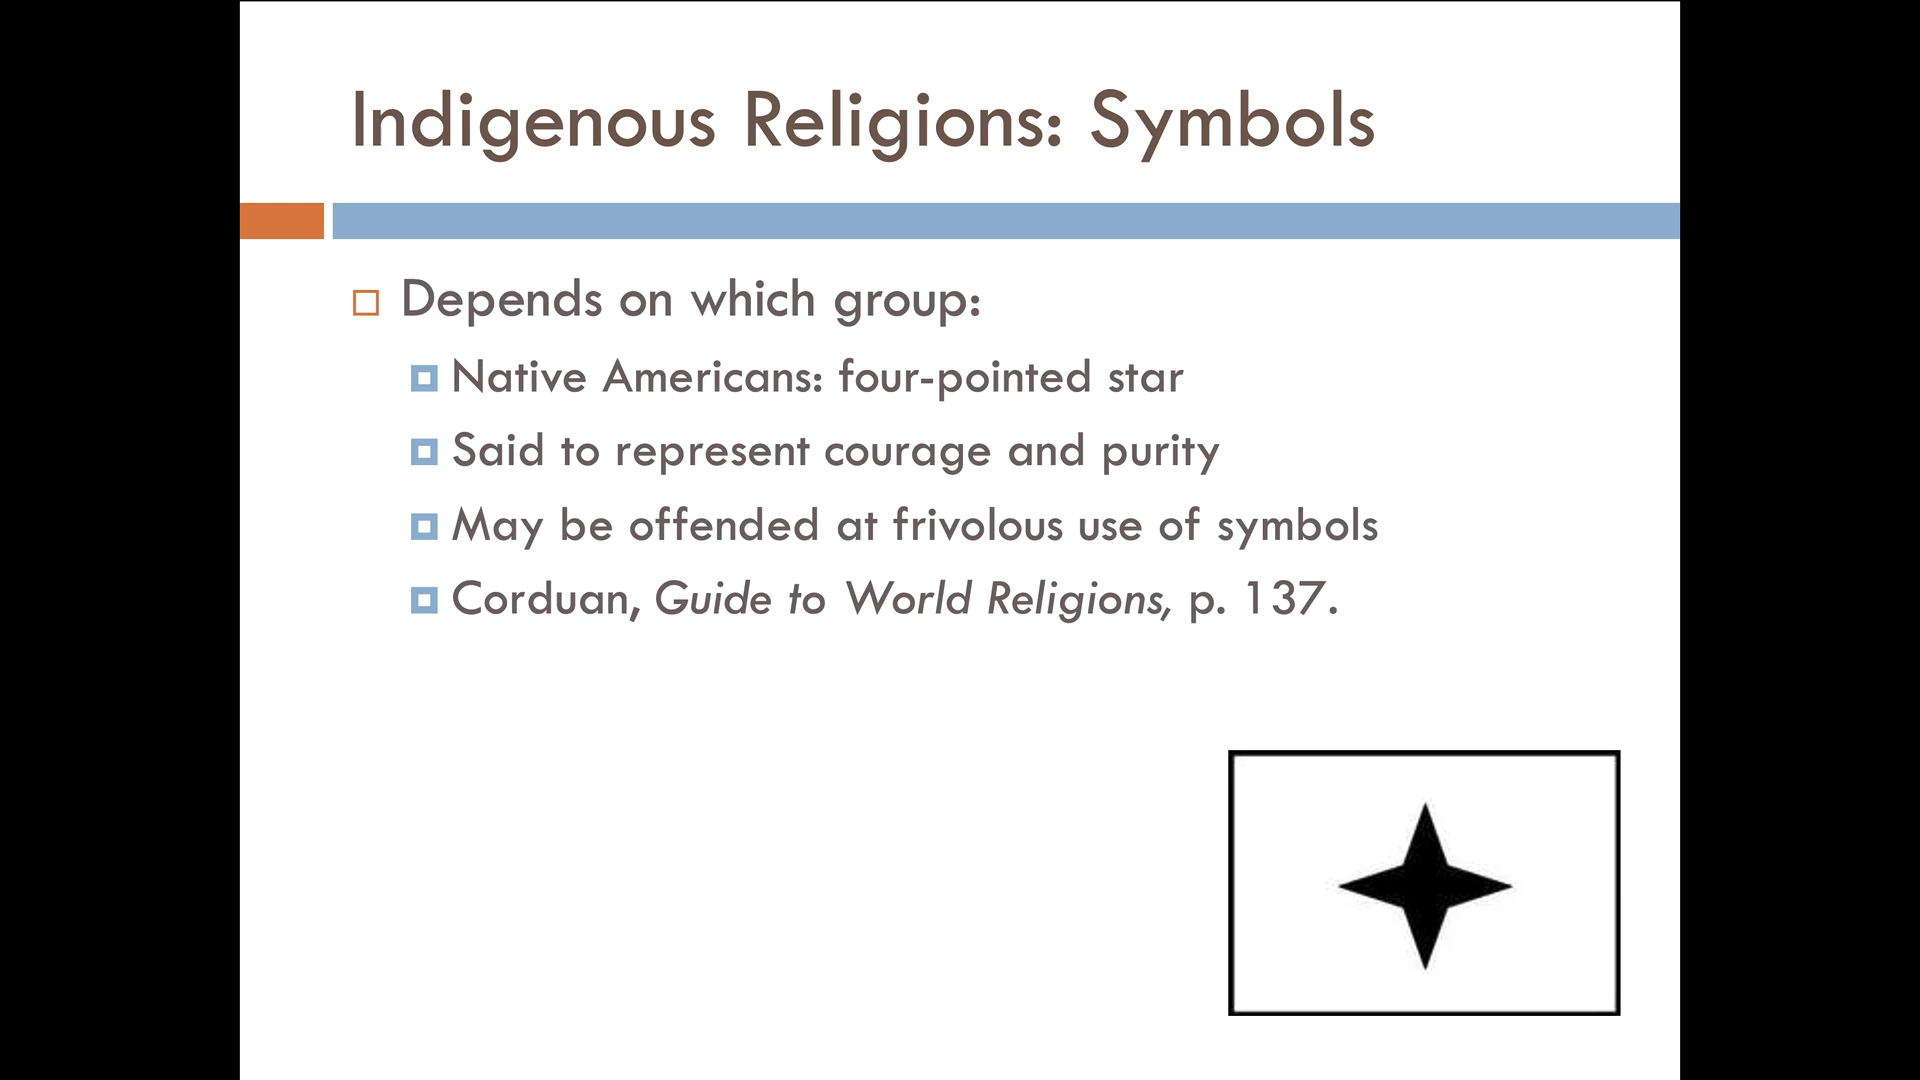 Indigenous Religions: Symbols
Depends on which group:
Native Americans: four-pointed star
Said to represent courage and purity
May be offended at frivolous use of symbols
Corduan, Guide to World Religions, p. 137.